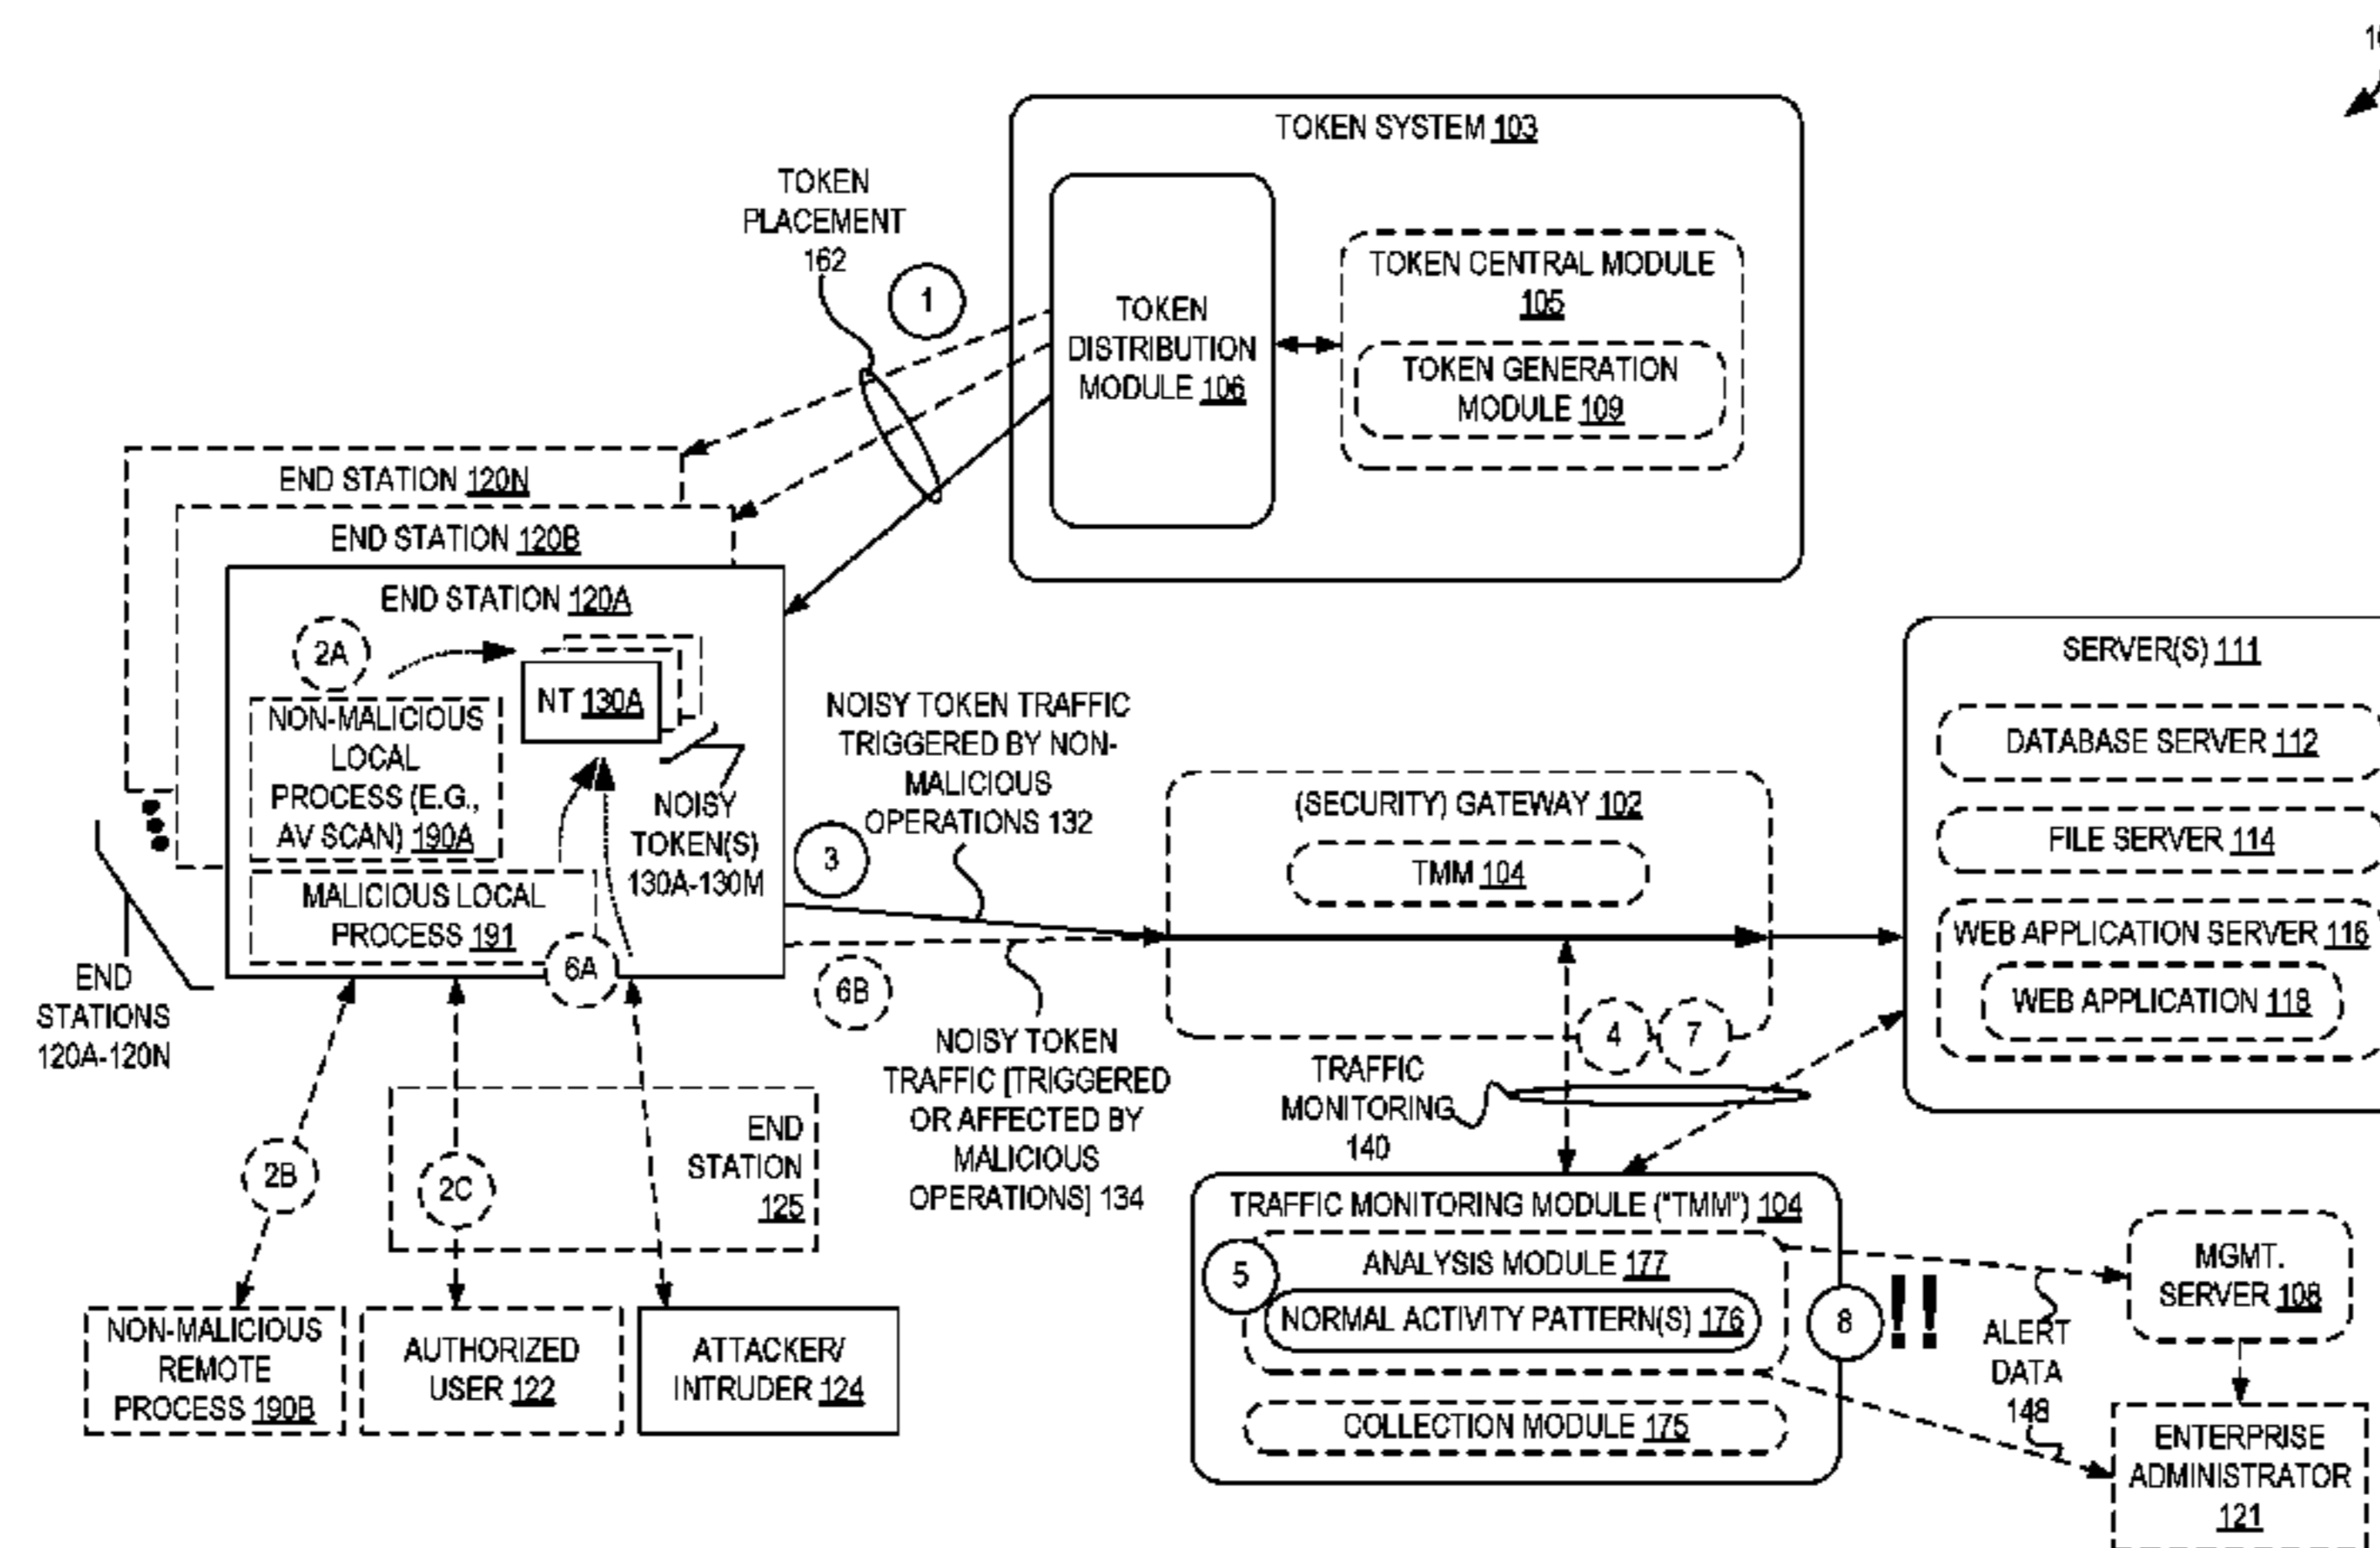 TOKEN SYSTEM 103
TOKEN
PLACEMENT
162
1
TOKEN
DISTRIBUTION
MODULE 106
TOKEN CENTRAL MODULE
105
TOKEN GENERATION
MODULE 109
END STATION 120N
END STATION 120B
END STATION 120A
2A
NT 130A
NON-MALICIOUS
LOCAL
PROCESS (E.G.,
AV SCAN) 190A
NOISY
TOKEN(S)
130A-130M
MALICIOUS LOCAL
PROCESS 191
6A
END
STATIONS
120A-120N
NOISY TOKEN TRAFFIC
TRIGGERED BY NON-
MALICIOUS
OPERATIONS 132
3
6B
NOISY TOKEN
TRAFFIC [TRIGGERED
OR AFFECTED BY
MALICIOUS
OPERATIONS] 134
(SECURITY) GATEWAY 102
TMM 104
4
7
SERVER(S) 111
DATABASE SERVER 112
FILE SERVER 114
WEB APPLICATION SERVER 116
WEB APPLICATION 118
TRAFFIC
MONITORING
140
END
STATION
125
2B
2C
NON-MALICIOUS
REMOTE
PROCESS 190B
AUTHORIZED
USER 122
ATTACKER/
INTRUDER 124
TRAFFIC MONITORING MODULE ("TMM") 104
5
ANALYSIS MODULE 177
NORMAL ACTIVITY PATTERN(S) 176
COLLECTION MODULE 175
8
!!
ALERT
DATA
148
MGMT.
SERVER 108
ENTERPRISE
ADMINISTRATOR
121